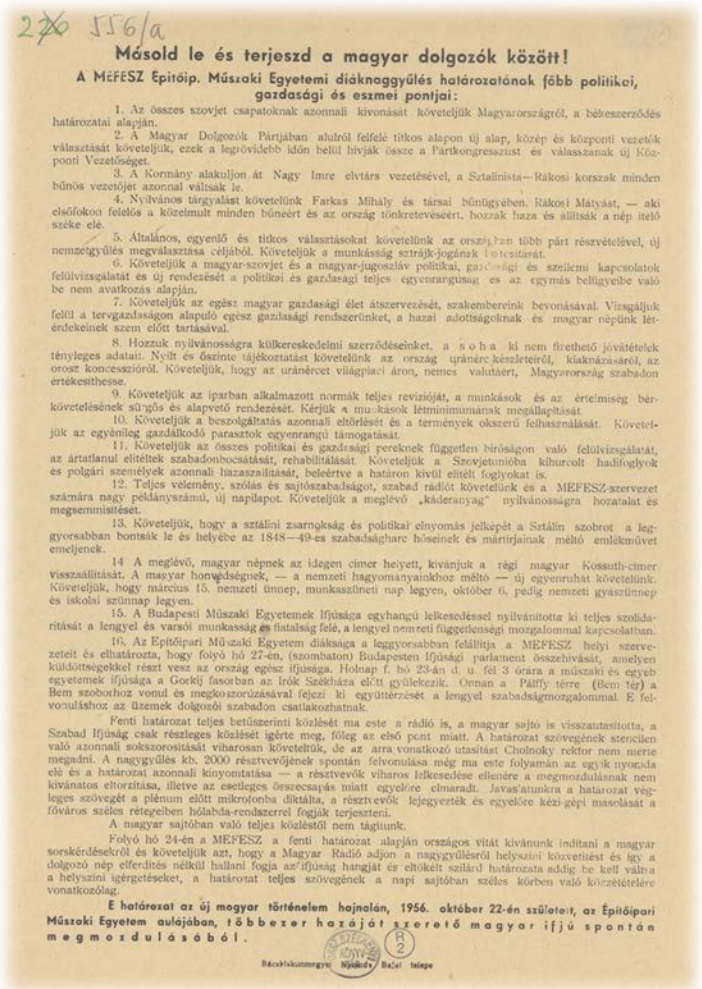 220 556/a
Másold le és terjeszd a magyar dolgozók között!
A MEFESZ Épitőip. Műszaki Egyetemi diáknaggyűlés határozatának főbb politikai,
gazdasági és eszmei pontjai:
1. Az összes szovjet csapatoknak azonnali kivonását követeljük Magyarországról, a békeszerződés
határozatai alapján.
2. A Magyar Dolgozók Pártjában alulról felfelé titkos alapon új alap, közép és központi vezetők
választását követeljük, ezek a legrövidebb időn belül hívják össze a Pártkongresszust és válasszanak új Köz-
ponti Vezetőséget.
3. A Kormány alakuljon át Nagy Imre elvtárs vezetésével, a Sztalinista—Rákosi korszak minden
bűnös vezetőjét azonnal váltsák le.
4. Nyilvános tárgyalást követelünk Farkas Mihály és társai bűnügyében. Rákosi Mátyást, — aki
elsőfokon felelős a közelmult minden bűnéért és az ország tönkretevéséért, hozzák haza és állítsák a nép ítélő
széke elé.
5. Általános, egyenlő és titkos választásokat követelünk az országban több párt részvételével, új
nemzetgyűlés megválasztása céljából. Követeljük a munkásság sztrájk-jogának biztosítását.
6. Követeljük a magyar-szovjet és a magyar-jugoszláv politikai, gazdasági és szellemi kapcsolatok
felülvizsgálatát és új rendezését a politikai és gazdasági teljes egyenrangúság és az egymás belügyeibe való
be nem avatkozás alapján.
7. Követeljük az egész magyar gazdasági élet átszervezését, szakembereink bevonásával. Vizsgálják
felül a tervgazdaságon alapuló egész gazdasági rendszerünket, a hazai adottságoknak és magyar népünk lét-
érdekeinek szem előtt tartásával.
8. Hozzuk nyilvánosságra külkereskedelmi szerződéseinket, a s o h a ki nem fizethető jóvátételek
tényleges adatait. Nyilt és őszinte tájékoztatást követelünk az ország uránérc készleteiről, kiaknázásáról, az
orosz koncesszióról. Követeljük, hogy az uránércet világpiaci áron, nemes valutáért, Magyarország szabadon
értékesíthesse.
9. Követeljük az iparban alkalmazott normák teljes revizióját, a munkások és az értelmiség bér-
követelésének sürgős és alapvető rendezését. Kérjük a munkások létminimumának megállapítását.
10. Követeljük a beszolgáltatás azonnali eltörlését és a termények okszerű felhasználását. Követel-
jük az egyénileg gazdálkodó parasztok egyenrangú támogatását.
11. Követeljük az összes politikai és gazdasági pereknek független bíróságon való felülvizsgálatát,
az ártatlanul elítéltek szabadonbocsátását, rehabilitálását. Követeljük a Szovjetunióba kihurcolt hadifoglyok
és polgári személyek azonnali hazaszállítását, beleértve a határon kívül elítélt foglyokat is.
12. Teljes vélemény, szólás és sajtószabadságot, szabad rádiót követelünk és a MEFESZ-szervezet
számára nagy példányszámú, új napilapot. Követeljük a meglévő „káderanyag" nyilvánosságra hozatalát és
megsemmisítését.
13. Követeljük, hogy a sztálini zsarnokság és politikai elnyomás jelképét a Sztálin szobrot a leg-
gyorsabban bontsák le és helyébe az 1848—49-es szabadságharc hőseinek és mártirjainak méltó emlékművet
emeljenek.
14 A meglévő, magyar népnek az idegen címer helyett, kívánjuk a régi magyar Kossuth-címer
visszaállítását. A magyar honvédségnek, — a nemzeti hagyományainkhoz méltó — új egyenruhát követelünk.
Követeljük, hogy március 15. nemzeti ünnep, munkaszüneti nap legyen, október 6. pedig nemzeti gyászünnep
és iskolai szünnap legyen.
15. A Budapesti Műszaki Egyetemek Ifjúsága egyhangú lelkesedéssel nyilvánította ki teljes szolida-
ritását a lengyel és varsói munkásság és fiatalság felé, a lengyel nemzeti függetlenségi mozgalommal kapcsolatban.
16. Az Építőipari Műszaki Egyetem diáksága a leggyorsabban felállítja a MEFESZ helyi szerve-
zeteit és elhatározta, hogy folyó hó 27-én, (szombaton) Budapesten Ifjúsági parlament összehívását, amelyen
küldöttségekkel részt vesz az ország egész ifjúsága. Holnap f. hó 23-án d. u. fél 3 órára a műszaki és egyéb
egyetemek ifjúsága a Gorkij fasorban az Irók Székháza előtt gyülekezik. Onnan a Pálffy térre (Bem tér) a
Bem szoborhoz vonul és megkoszorúzásával fejezi ki együttérzését a lengyel szabadságmozgalommal. E fel-
vonuláshoz az üzemek dolgozói szabadon csatlakozhatnak.
Fenti határozat teljes betűszerinti közlését ma este a rádió is, a magyar sajtó is visszautasította, a
Szabad Ifjúság csak részleges közlését igérte meg, főleg az első pont miatt. A határozat szövegének stencilen
való azonnali sokszorosítását viharosan követeltük, de az arra vonatkozó utasítást Cholnoky rektor nem merte
megadni. A nagygyűlés kb. 2000 résztvevőjének spontán felvonulása még ma este folyamán az egyik nyomda
elé és a határozat azonnali kinyomtatása — a résztvevők viharos lelkesedése ellenére a megmozdulásnak nem
kívánatos eltorzítása, illetve az esetleges összecsapás miatt egyelőre elmaradt. Javaslatunkra a határozat vég-
leges szövegét a plénum előtt mikrofonba diktálta, a résztvevők lejegyezték és egyelőre kézi-gépi másolását a
főváros széles rétegeiben hólabda-rendszerrel fogják terjeszteni.
A magyar sajtóban való teljes közléstől nem tágítunk.
Folyó hó 24-én a MEFESZ a fenti határozat alapján országos vitát kívánunk indítani a magyar
sorskérdésekről és követeljük azt, hogy a Magyar Rádió adjon a nagygyűlésről helyszini közvetítést és így a
dolgozó nép elferdítés nélkül hallani fogja az ifjúság hangját és eltökélt szilárd határozata addig be kell váltsa
a helyszini igérgetéseket, a határozat teljes szövegének a napi sajtóban széles körben való közzétételére
vonatkozólag.
E határozat az új magyar történelem hajnalán, 1956. október 22-én született, az Építőipari
Műszaki Egyetem aulájában, többezer hazáját szerető magyar ifjú spontán
megmozdulásából.
R
2
Bácskiskunmegyei Nyomda Bajai telepe